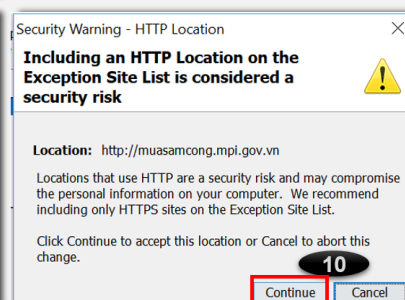 Security Warning - HTTP Location
Including an HTTP Location on the
Exception Site List is considered a
security risk
Location: http://muasamcong.mpi.gov.vn
Locations that use HTTP are a security risk and may compromise
the personal information on your computer. We recommend
including only HTTPS sites on the Exception Site List.
Click Continue to accept this location or Cancel to abort this
change.
10
Continue Cancel